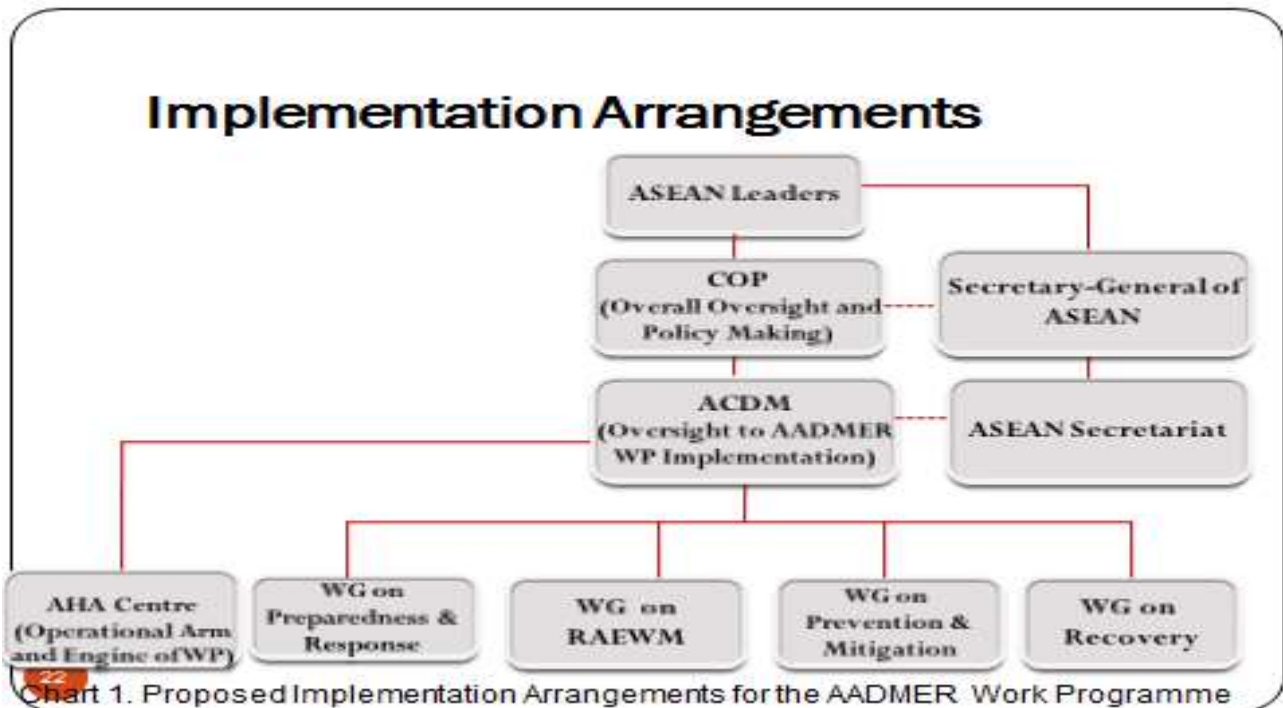 Implementation Arrangements
ASEAN Leaders
COP
(Overall Oversight and
Policy Making)
Secretary-General of
ASEAN
ACDM
(Oversight to AADMER
WP Implementation)
ASEAN Secretariat
AHA Centre
(Operational Arm
and Engine of WP)
WG on
Preparedness &
Response
WG on
RAEWM
WG on
Prevention &
Mitigation
WG on
Recovery
22
Chart 1. Proposed Implementation Arrangements for the AADMER Work Programme